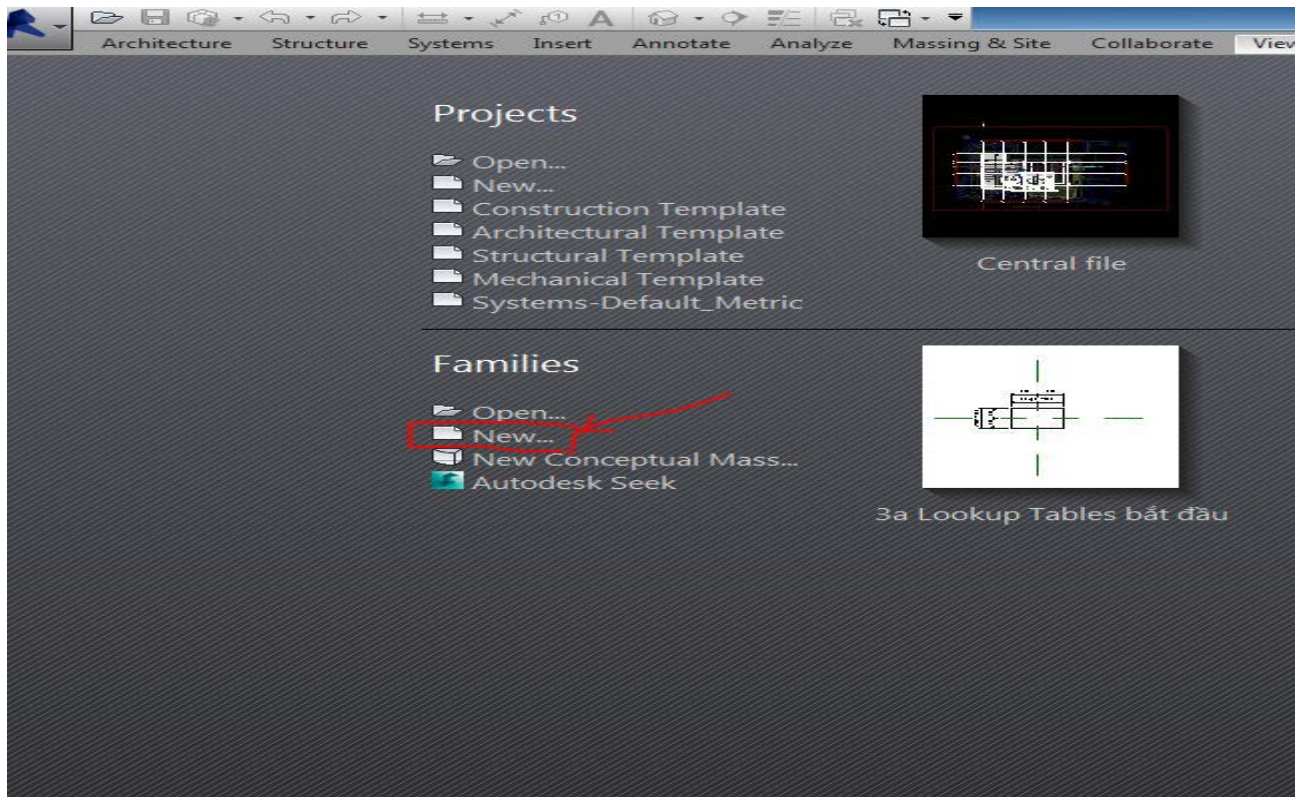 Architecture Structure Systems Insert Annotate Analyze Massing & Site Collaborate View
Projects
Open...
New...
Construction Template
Architectural Template
Structural Template
Mechanical Template
Systems-Default_Metric
Central file
Families
Open...
New...
New Conceptual Mass...
Autodesk Seek
3a Lookup Tables bắt đầu